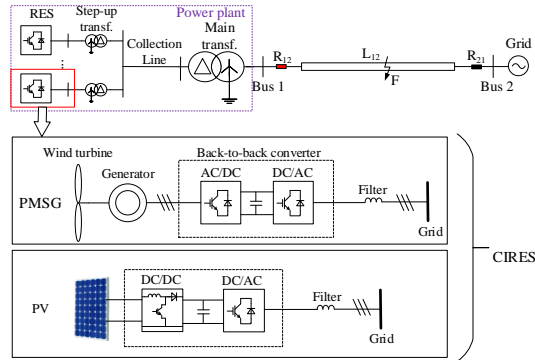 Power plant
RES
Step-up
transf.
Collection
Line
Main
transf.
Bus 1
R12
L12
F
R21
Bus 2
Grid
...
Wind turbine
Generator
Back-to-back converter
AC/DC
DC/AC
Filter
PMSG
Grid
CIRES
DC/DC
DC/AC
Filter
PV
Grid